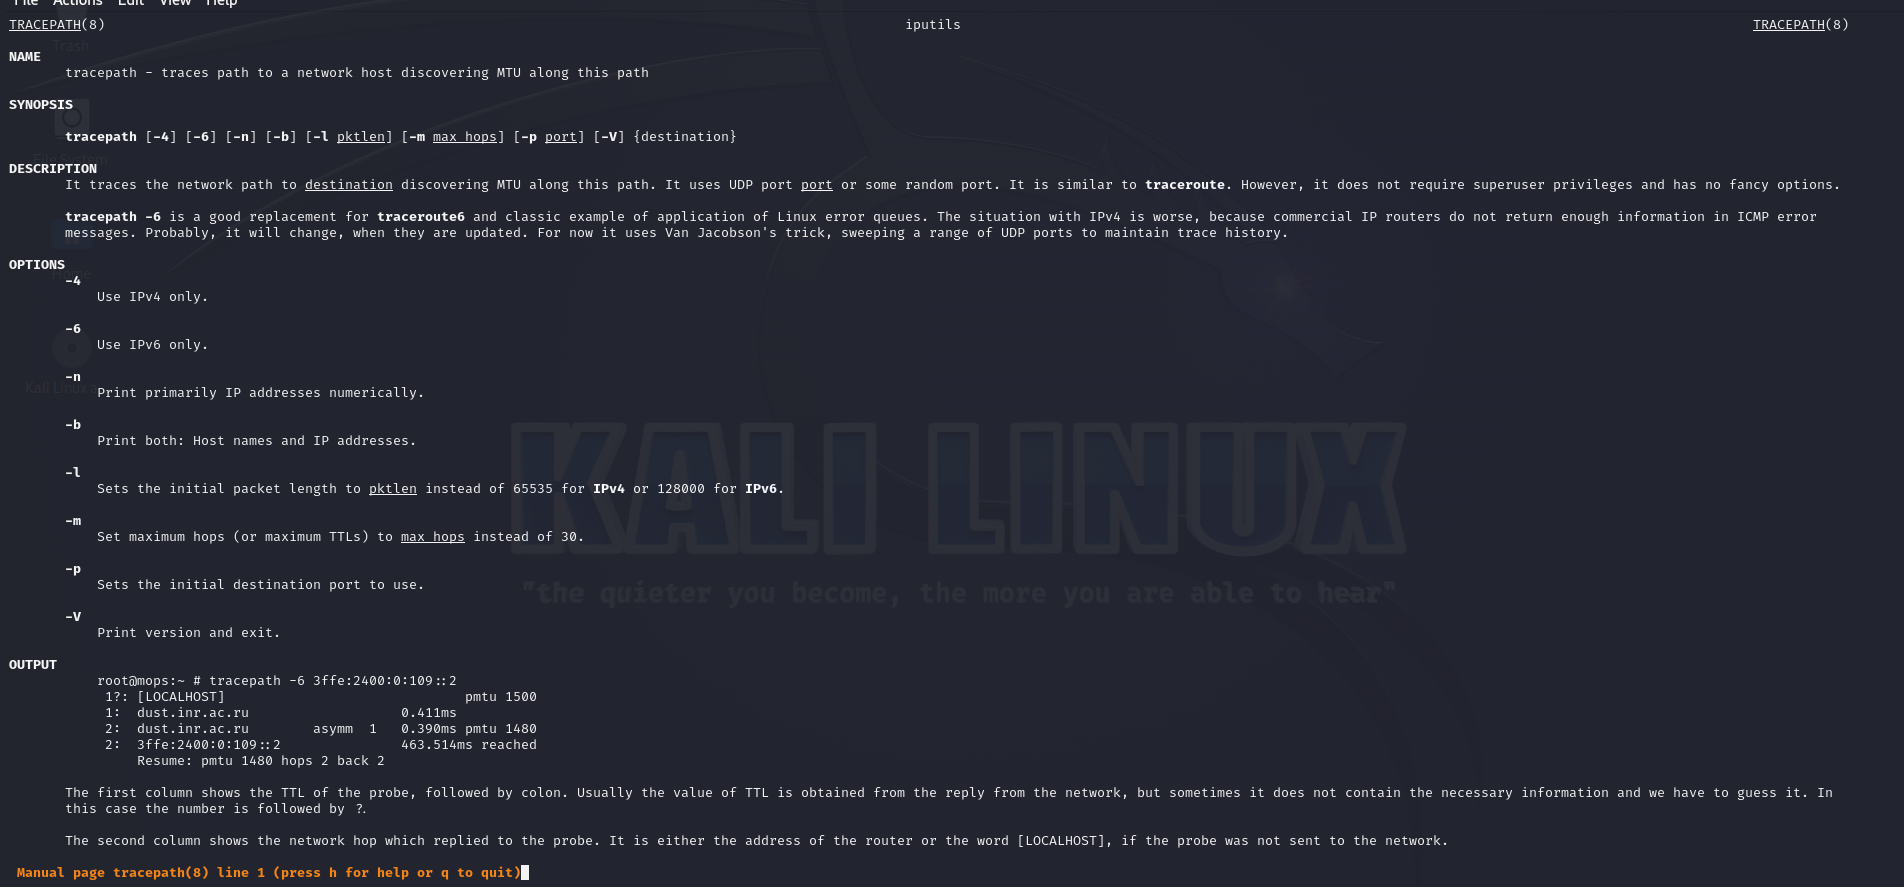 File Actions Edit View Help
TRACEPATH(8) iputils TRACEPATH(8)
NAME
tracepath - traces path to a network host discovering MTU along this path
SYNOPSIS
tracepath [-4] [-6] [-n] [-b] [-l pktlen] [-m max_hops] [-p port] [-V] {destination}
DESCRIPTION
It traces the network path to destination discovering MTU along this path. It uses UDP port port or some random port. It is similar to traceroute. However, it does not require superuser privileges and has no fancy options.
tracepath -6 is a good replacement for traceroute6 and classic example of application of Linux error queues. The situation with IPv4 is worse, because commercial IP routers do not return enough information in ICMP error
messages. Probably, it will change, when they are updated. For now it uses Van Jacobson's trick, sweeping a range of UDP ports to maintain trace history.
OPTIONS
-4
Use IPv4 only.
-6
Use IPv6 only.
-n
Print primarily IP addresses numerically.
-b
Print both: Host names and IP addresses.
-l
Sets the initial packet length to pktlen instead of 65535 for IPv4 or 128000 for IPv6.
-m
Set maximum hops (or maximum TTLs) to max_hops instead of 30.
-p
Sets the initial destination port to use.
-V
Print version and exit.
OUTPUT
root@mops:~ # tracepath -6 3ffe:2400:0:109::2
1?: [LOCALHOST] pmtu 1500
1: dust.inr.ac.ru 0.411ms
2: dust.inr.ac.ru asymm 1 0.390ms pmtu 1480
2: 3ffe:2400:0:109::2 463.514ms reached
Resume: pmtu 1480 hops 2 back 2
The first column shows the TTL of the probe, followed by colon. Usually the value of TTL is obtained from the reply from the network, but sometimes it does not contain the necessary information and we have to guess it. In
this case the number is followed by ?.
The second column shows the network hop which replied to the probe. It is either the address of the router or the word [LOCALHOST], if the probe was not sent to the network.
Manual page tracepath(8) line 1 (press h for help or q to quit)
Trash
File System
Home
Kali Linux a
KALI LINUX
"the quieter you become, the more you are able to hear"